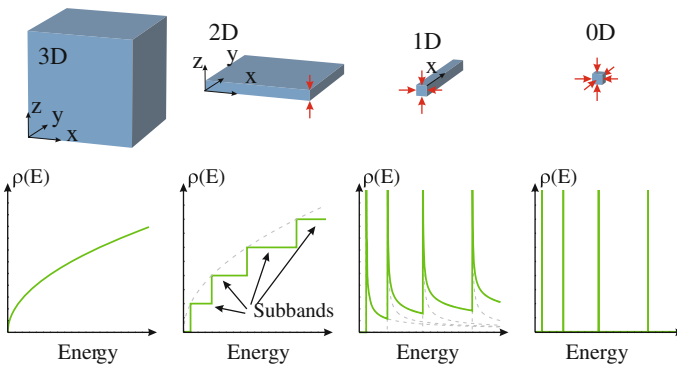 3D
z
y
x
2D
z
y
x
1D
x
0D
ρ(E)
Energy
ρ(E)
Subbands
Energy
ρ(E)
Energy
ρ(E)
Energy